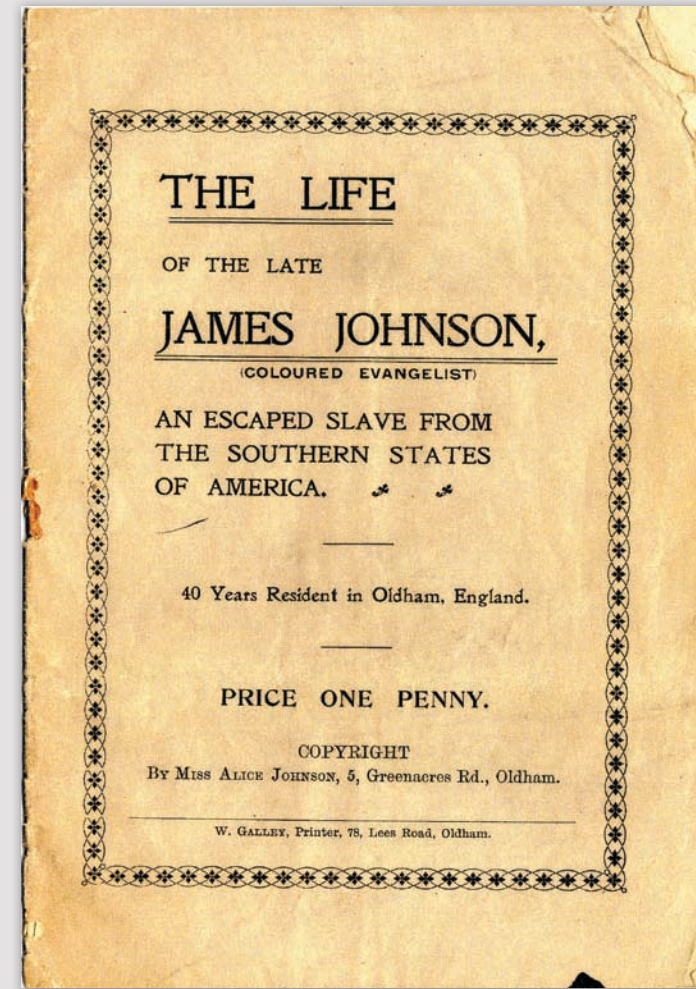 THE LIFE
OF THE LATE
JAMES JOHNSON,
(COLOURED EVANGELIST)
AN ESCAPED SLAVE FROM
THE SOUTHERN STATES
OF AMERICA.
40 Years Resident in Oldham, England.
PRICE ONE PENNY.
COPYRIGHT
By Miss Alice Johnson, 5, Greenacres Rd., Oldham.
W. Galley, Printer, 78, Lees Road, Oldham.